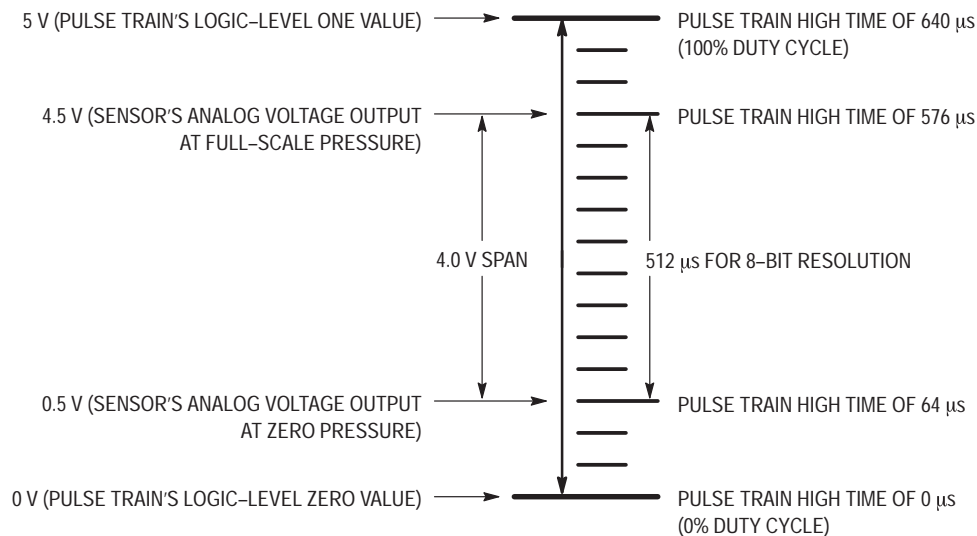 5 V (PULSE TRAIN'S LOGIC–LEVEL ONE VALUE)
PULSE TRAIN HIGH TIME OF 640 μs
(100% DUTY CYCLE)
4.5 V (SENSOR'S ANALOG VOLTAGE OUTPUT
AT FULL–SCALE PRESSURE)
PULSE TRAIN HIGH TIME OF 576 μs
4.0 V SPAN
512 μs FOR 8–BIT RESOLUTION
0.5 V (SENSOR'S ANALOG VOLTAGE OUTPUT
AT ZERO PRESSURE)
PULSE TRAIN HIGH TIME OF 64 μs
0 V (PULSE TRAIN'S LOGIC–LEVEL ZERO VALUE)
PULSE TRAIN HIGH TIME OF 0 μs
(0% DUTY CYCLE)